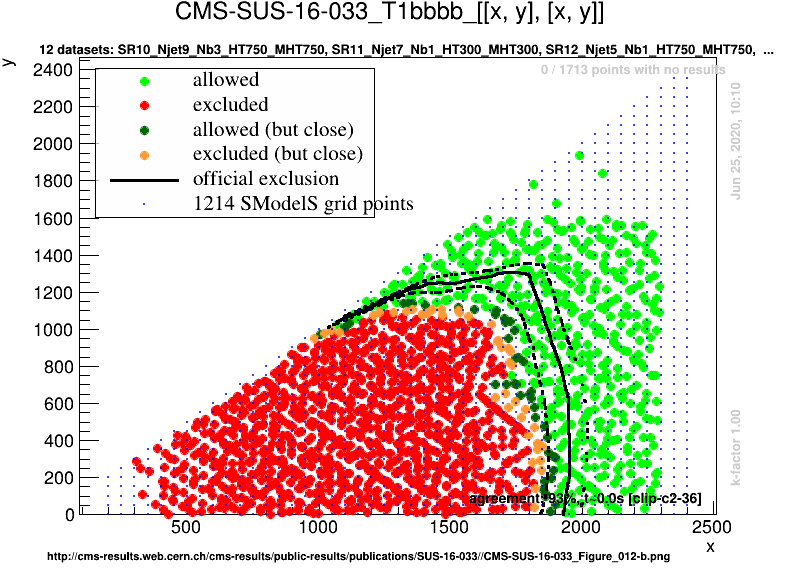 CMS-SUS-16-033_T1bbbb_[[x, y], [x, y]]
12 datasets: SR10_Njet9_Nb3_HT750_MHT750, SR11_Njet7_Nb1_HT300_MHT300, SR12_Njet5_Nb1_HT750_MHT750, ...
y
0 / 1713 points with no results
allowed
excluded
allowed (but close)
excluded (but close)
official exclusion
1214 SModelS grid points
2400
2200
2000
1800
1600
1400
1200
1000
800
600
400
200
0
Jun 25, 2020, 10:10
k-factor 1.00
agreement: 93%, t~0.0s [clip-c2-36]
500 1000 1500 2000 2500
x
http://cms-results.web.cern.ch/cms-results/public-results/publications/SUS-16-033//CMS-SUS-16-033_Figure_012-b.png